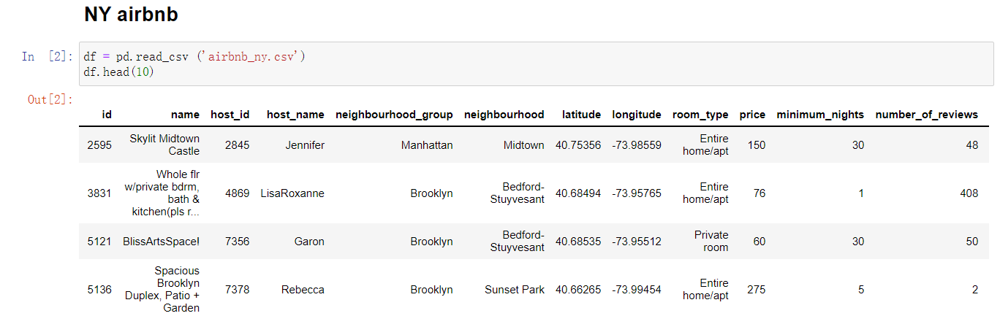 NY airbnb
In [2]: df = pd.read_csv ('airbnb_ny.csv')
df.head(10)
Out[2]:
id name host_id host_name neighbourhood_group neighbourhood latitude longitude room_type price minimum_nights number_of_reviews
2595 Skylit Midtown Castle 2845 Jennifer Manhattan Midtown 40.75356 -73.98559 Entire home/apt 150 30 48
3831 Whole flr w/private bdrm, bath & kitchen(pls r... 4869 LisaRoxanne Brooklyn Bedford-Stuyvesant 40.68494 -73.95765 Entire home/apt 76 1 408
5121 BlissArtsSpace! 7356 Garon Brooklyn Bedford-Stuyvesant 40.68535 -73.95512 Private room 60 30 50
5136 Spacious Brooklyn Duplex, Patio + Garden 7378 Rebecca Brooklyn Sunset Park 40.66265 -73.99454 Entire home/apt 275 5 2